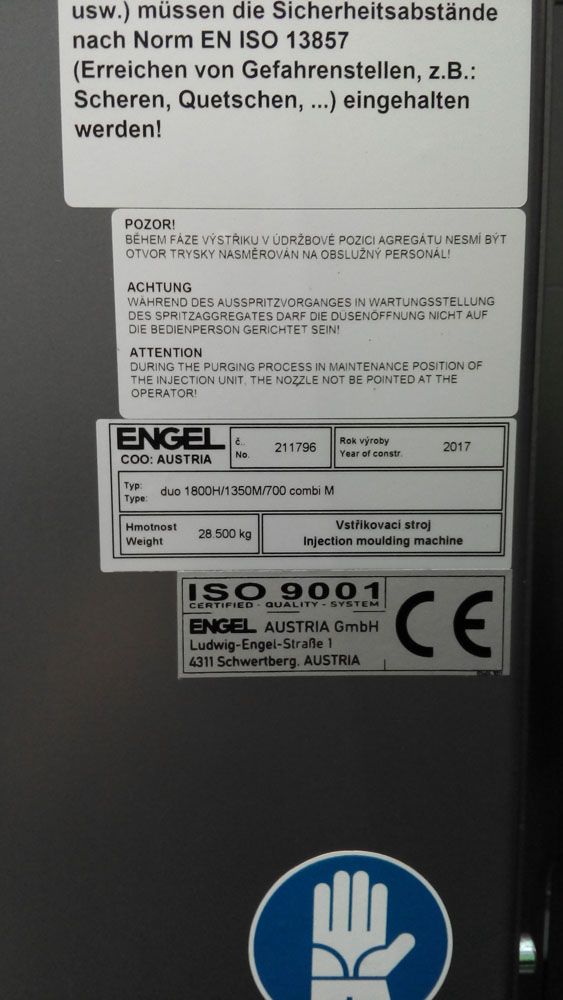 usw.) müssen die Sicherheitsabstände
nach Norm EN ISO 13857
(Erreichen von Gefahrenstellen, z.B.:
Scheren, Quetschen, ...) eingehalten
werden!
POZOR!
BĚHEM FÁZE VÝSTŘIKU V ÚDRŽBOVÉ POZICI AGREGÁTU NESMÍ BÝT
OTVOR TRYSKY NASMĚROVÁN NA OBSLUŽNÝ PERSONÁL!
ACHTUNG
WÄHREND DES AUSSPRITZVORGANGES IN WARTUNGSSTELLUNG
DES SPRITZAGGREGATES DARF DIE DÜSENÖFFNUNG NICHT AUF
DIE BEDIENPERSON GERICHTET SEIN!
ATTENTION
DURING THE PURGING PROCESS IN MAINTENANCE POSITION OF
THE INJECTION UNIT, THE NOZZLE NOT BE POINTED AT THE
OPERATOR!
ENGEL
COO: AUSTRIA
č..
No.
211796
Rok výroby
Year of constr.
2017
Typ:
Type:
duo 1800H/1350M/700 combi M
Hmotnost
Weight
28.500 kg
Vstřikovací stroj
Injection moulding machine
ISO 9001
CERTIFIED - QUALITY - SYSTEM
ENGEL AUSTRIA GmbH
Ludwig-Engel-Straße 1
4311 Schwertberg, AUSTRIA
CE